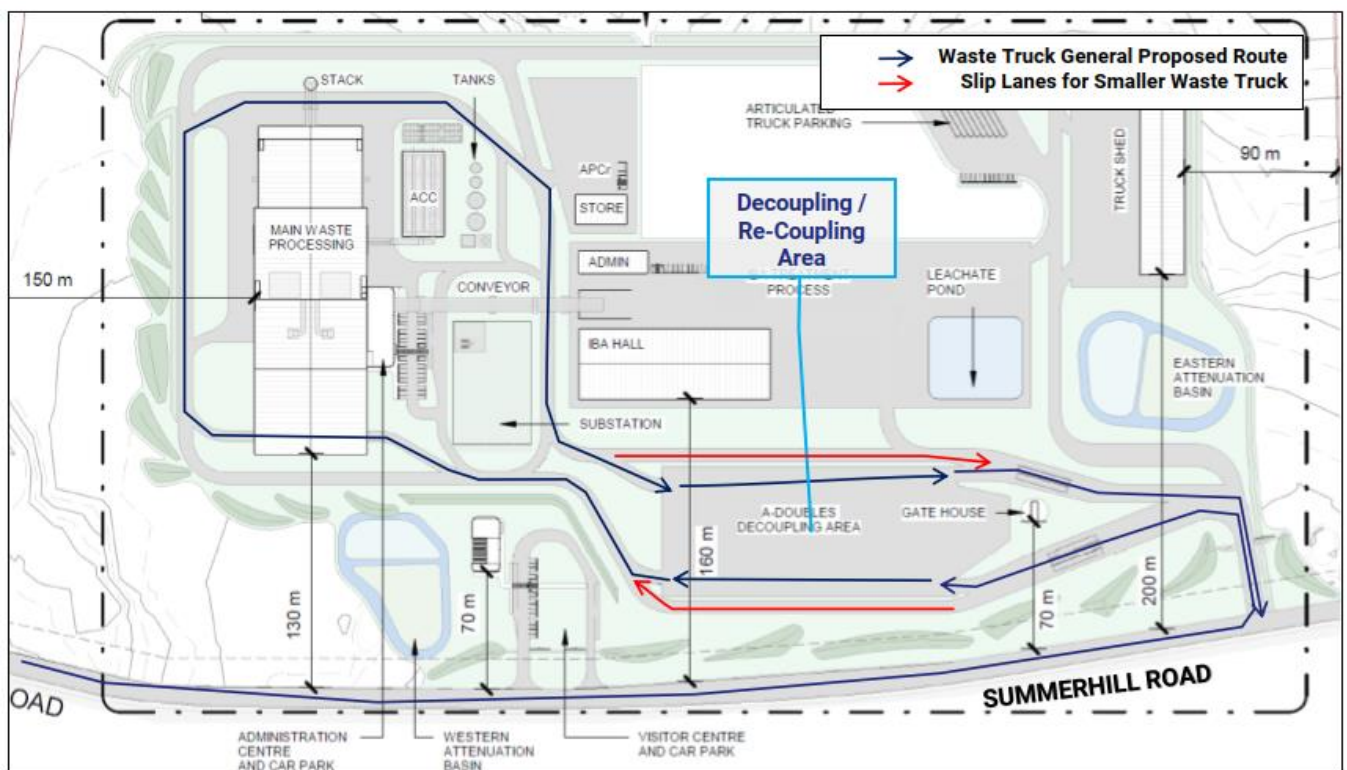 Waste Truck General Proposed Route
Slip Lanes for Smaller Waste Truck
STACK
TANKS
ARTICULATED
TRUCK PARKING
TRUCK SHED
90 m
APCr
STORE
ACC
MAIN WASTE
PROCESSING
Decoupling /
Re-Coupling
Area
ADMIN
150 m
CONVEYOR
TREATMENT
PROCESS
LEACHATE
POND
IBA HALL
EASTERN
ATTENUATION
BASIN
SUBSTATION
A-DOUBLES
DECOUPLING AREA
GATE HOUSE
160 m
200 m
130 m
70 m
70 m
SUMMERHILL ROAD
OAD
ADMINISTRATION
CENTRE
AND CAR PARK
WESTERN
ATTENUATION
BASIN
VISITOR CENTRE
AND CAR PARK